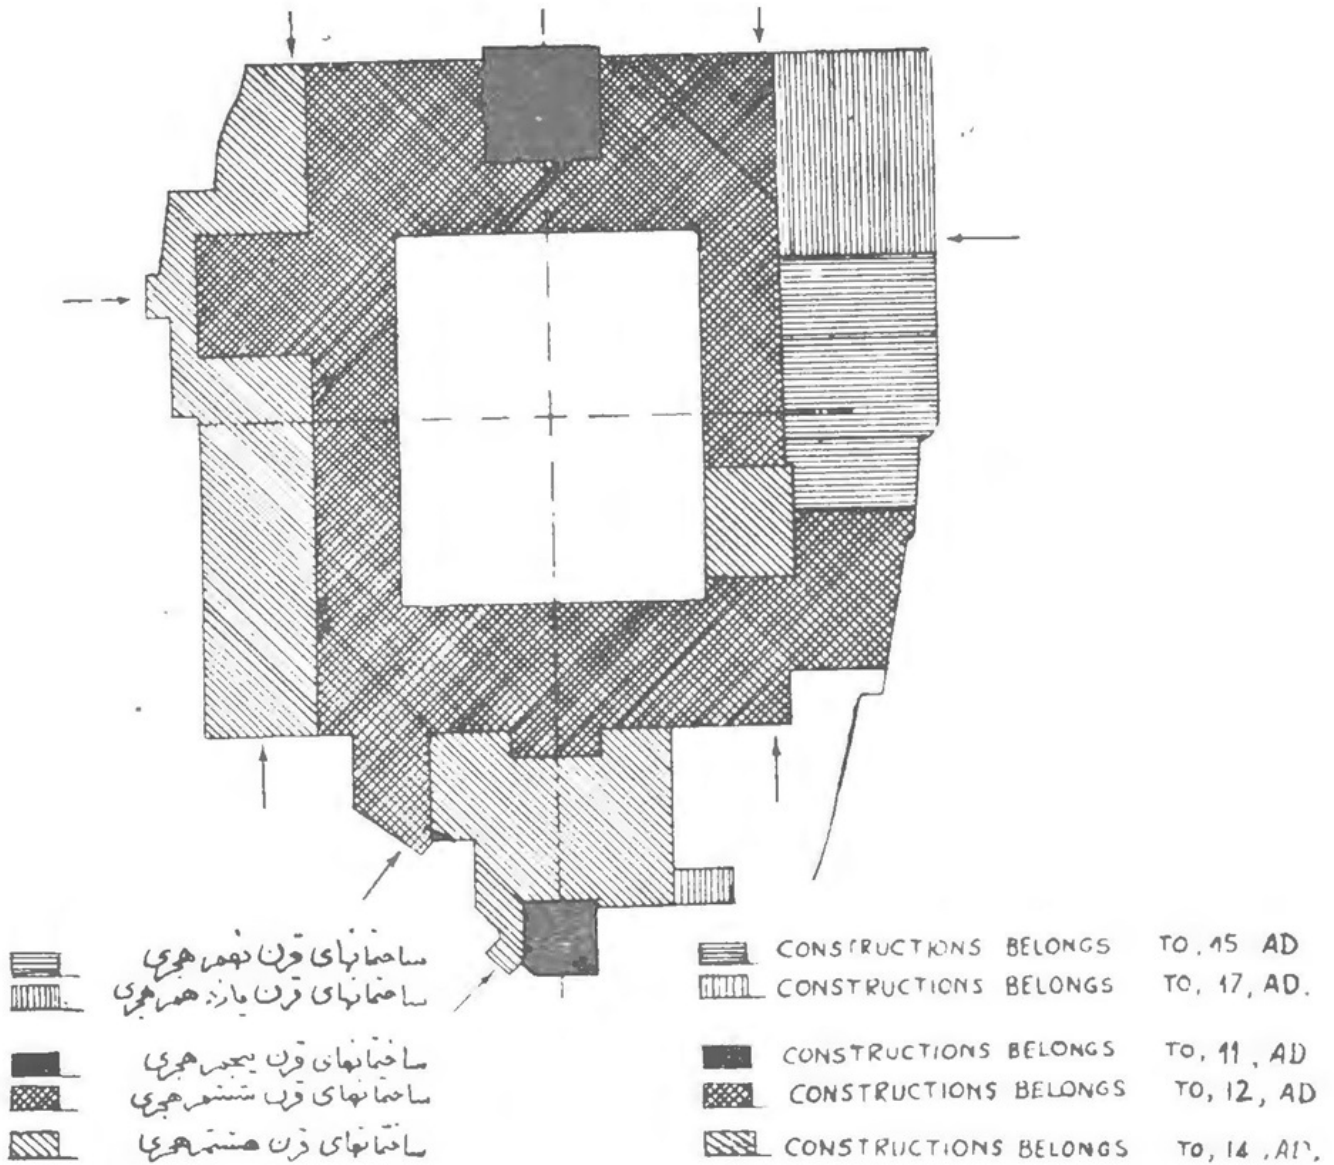 ساختمانهای قرن نهم هجری
ساختمانهای قرن یازدهم هجری
ساختمانهای قرن پنجم هجری
ساختمانهای قرن ششم هجری
ساختمانهای قرن هشتم هجری
CONSTRUCTIONS BELONGS TO, 15 AD
CONSTRUCTIONS BELONGS TO, 17, AD.
CONSTRUCTIONS BELONGS TO, 11, AD
CONSTRUCTIONS BELONGS TO, 12, AD
CONSTRUCTIONS BELONGS TO, 14, AD.